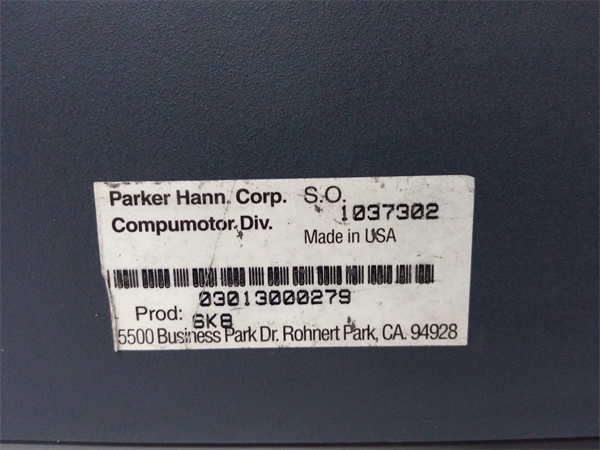 Parker Hann. Corp. S.O.
1037302
Compumotor Div.
Made in USA
03013000279
Prod: 6K8
5500 Business Park Dr. Rohnert Park, CA. 94928